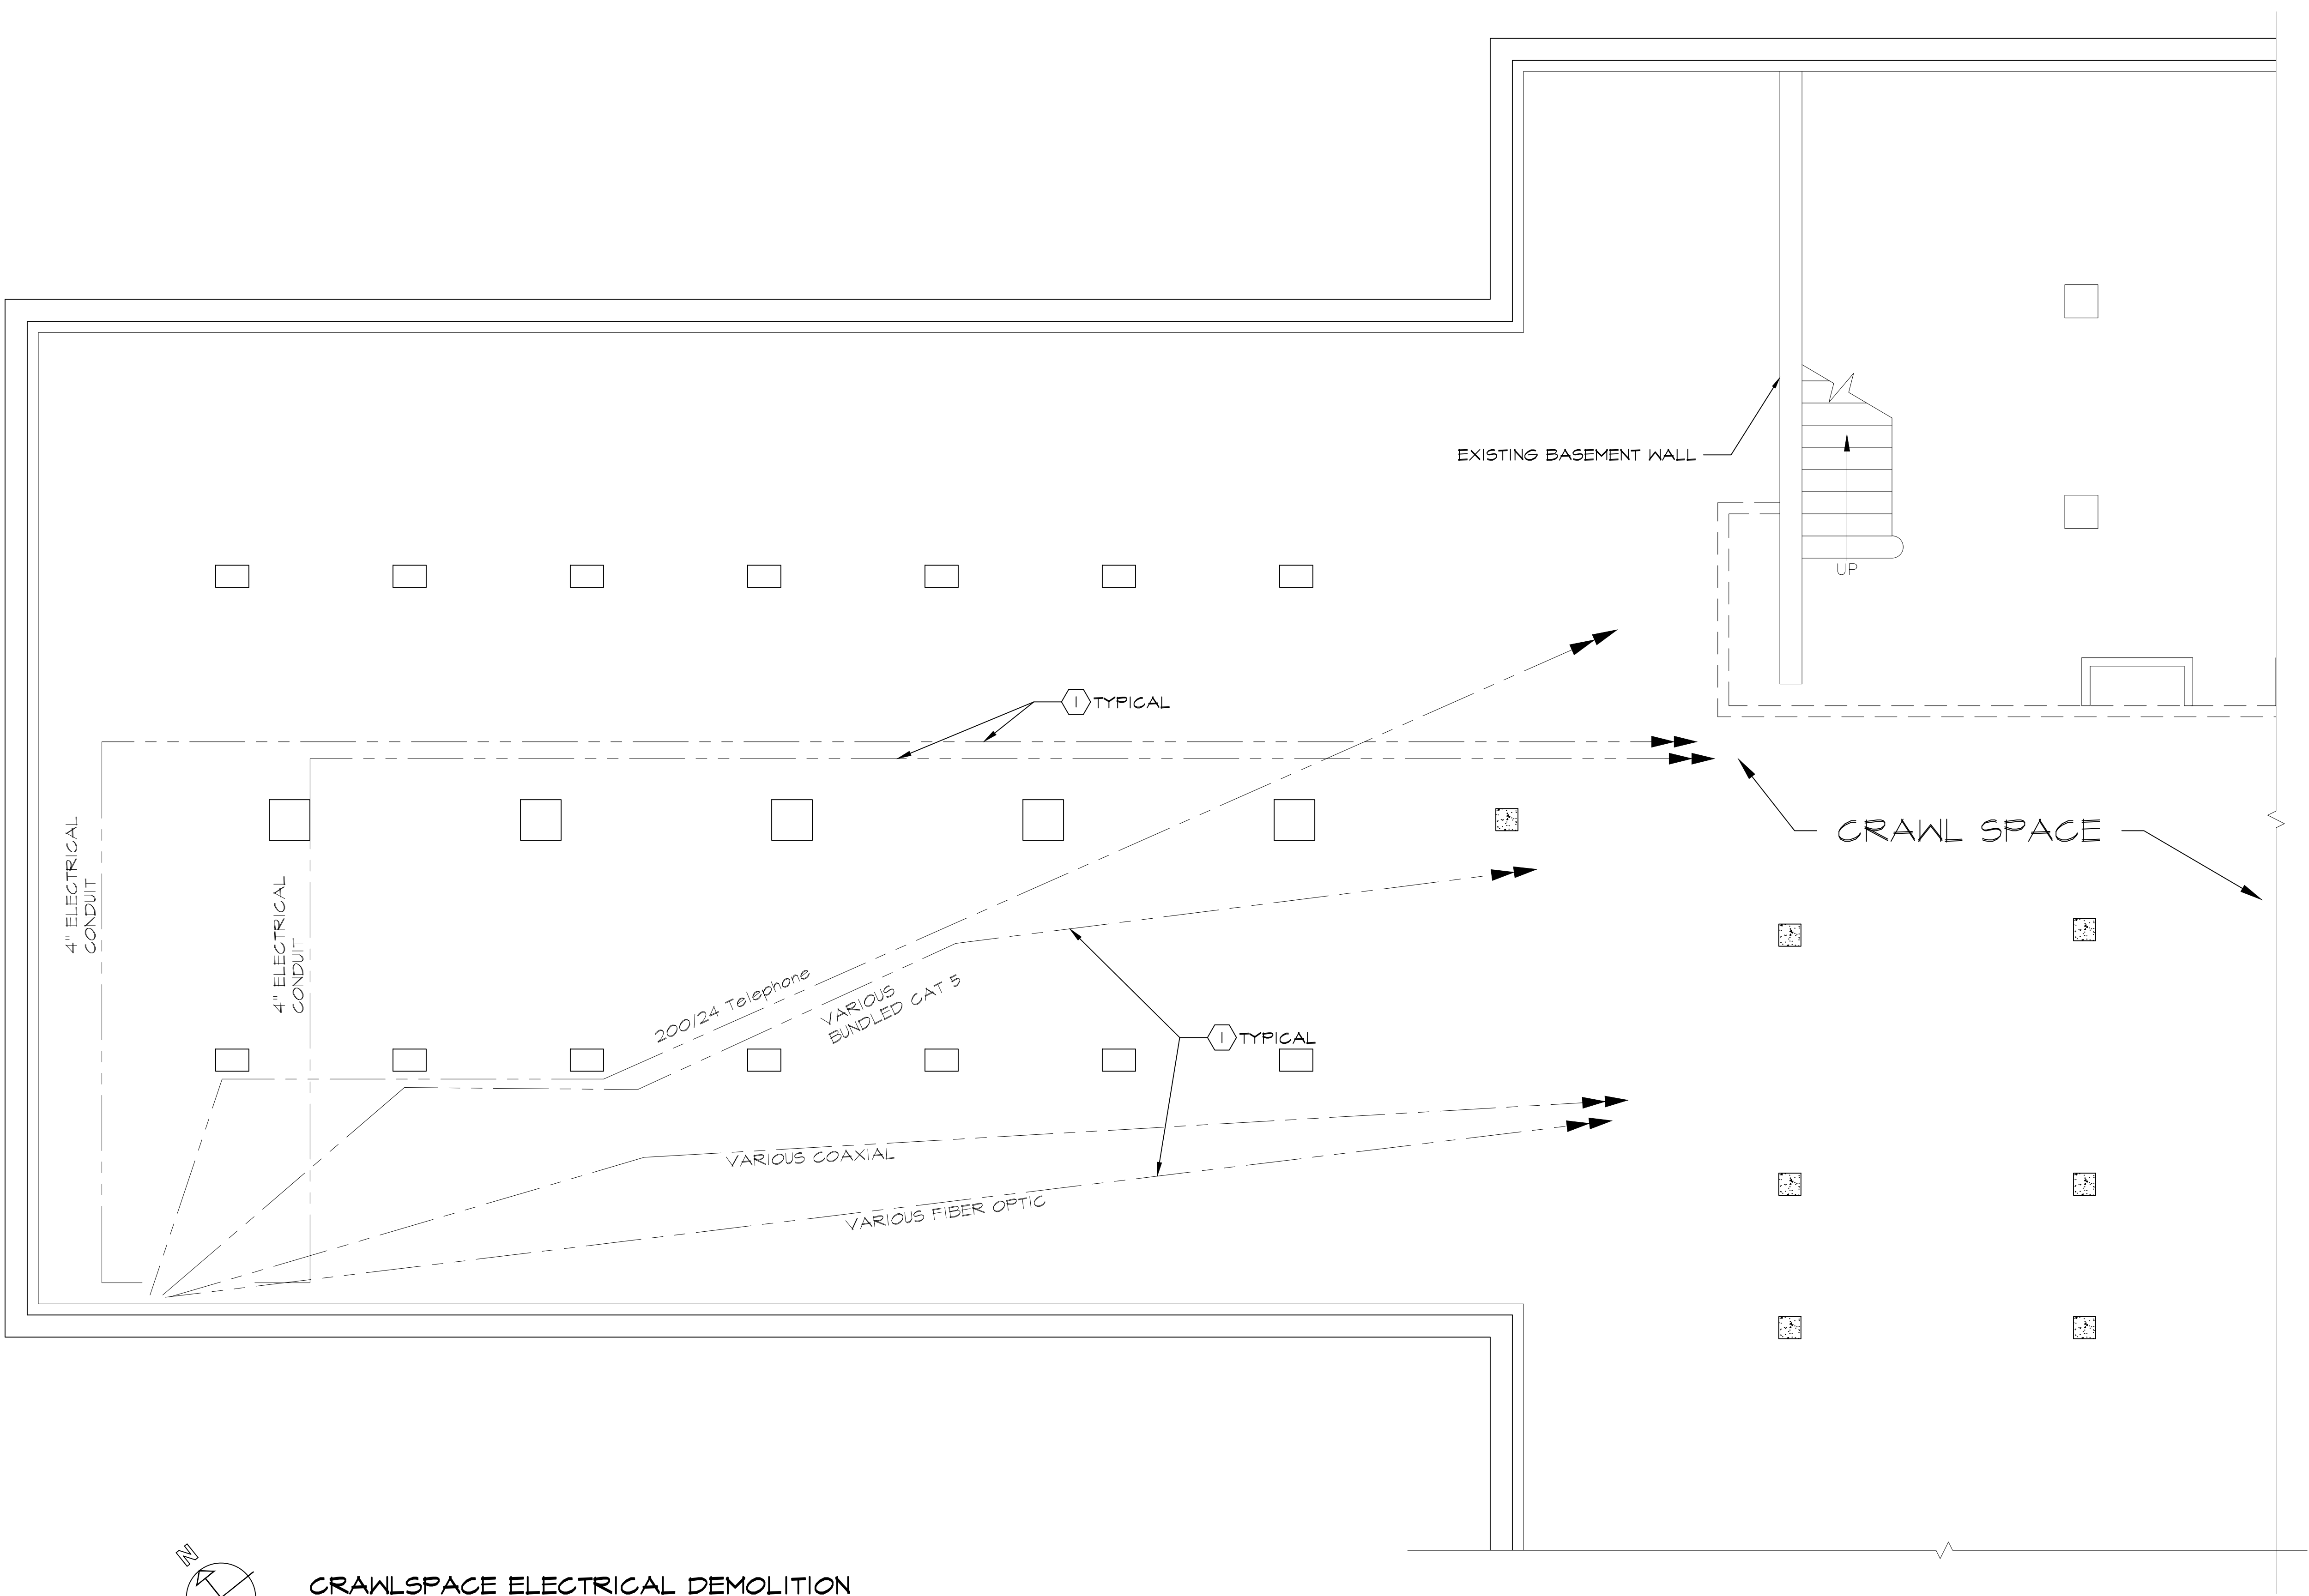 EXISTING BASEMENT WALL
UP
1 TYPICAL
CRAWL SPACE
4" ELECTRICAL
CONDUIT
4" ELECTRICAL
CONDUIT
200/24 Telephone
VARIOUS
BUNDLED CAT 5
1 TYPICAL
VARIOUS COAXIAL
VARIOUS FIBER OPTIC
N
CRAWLSPACE ELECTRICAL DEMOLITION